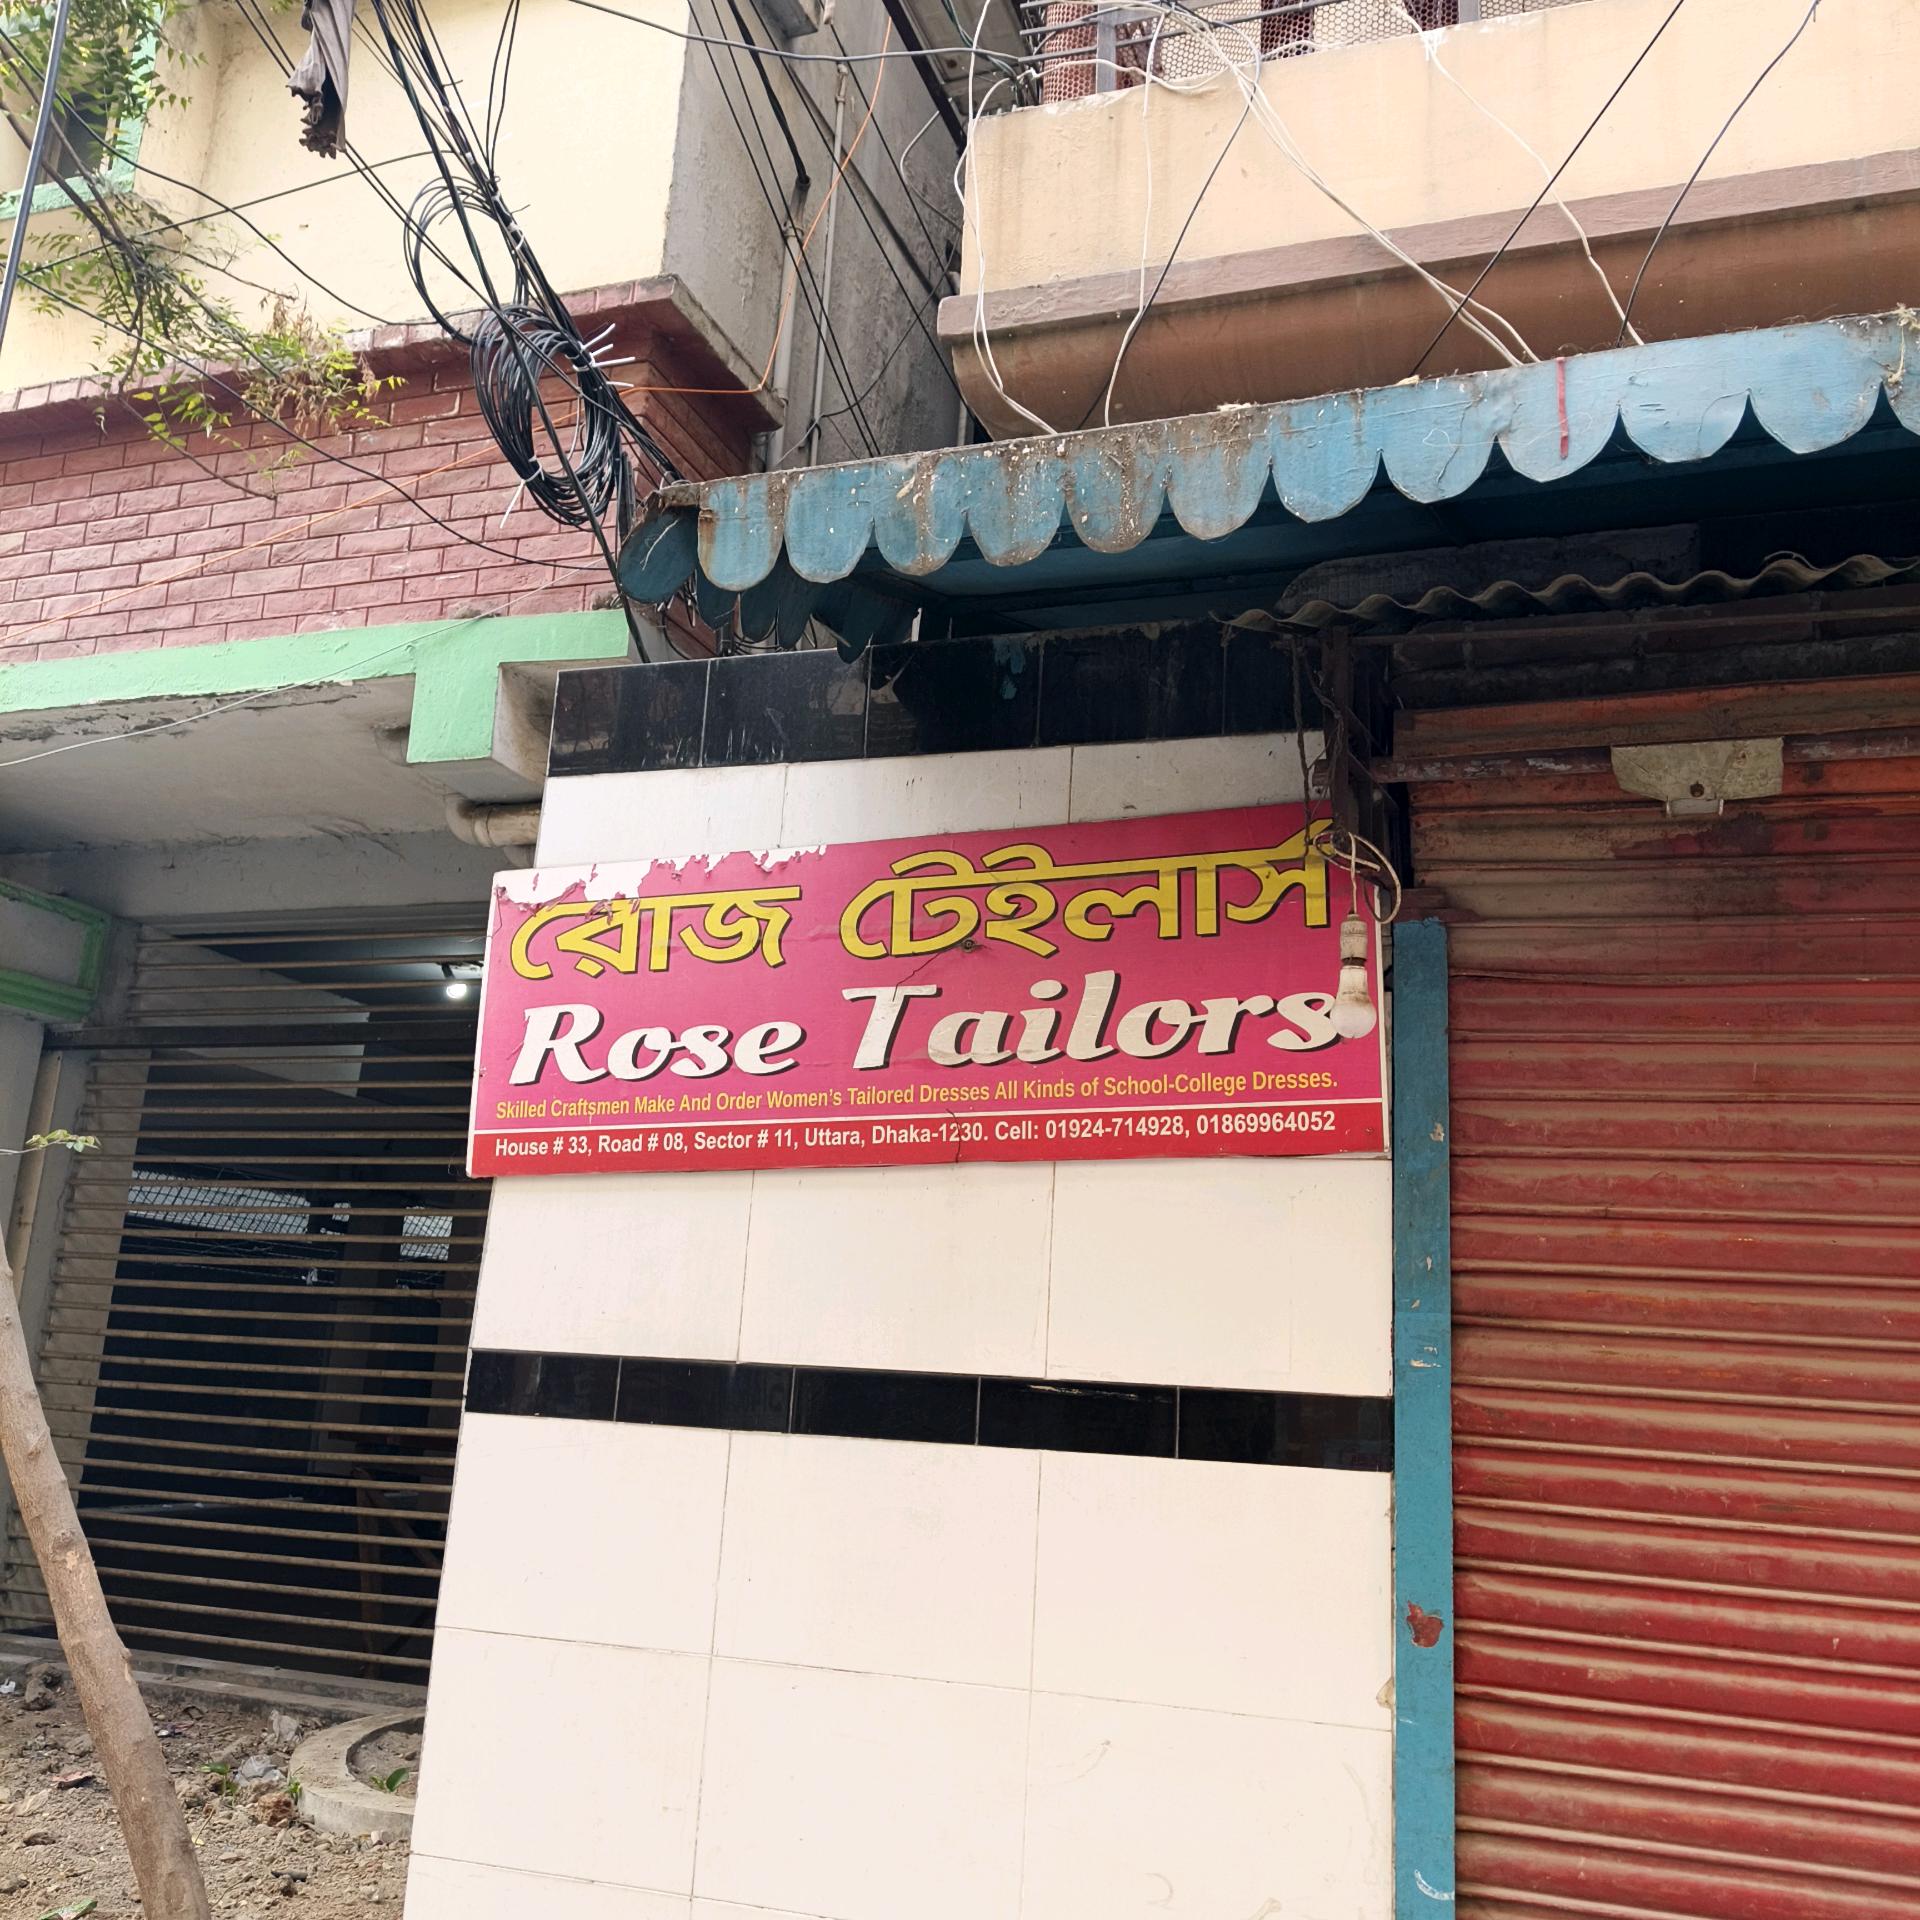 রোজ টেইলার্স
Rose Tailors
Skilled Craftsmen Make And Order Women's Tailored Dresses All Kinds of School-College Dresses.
House # 33, Road # 08, Sector # 11, Uttara, Dhaka-1230. Cell: 01924-714928, 01869964052